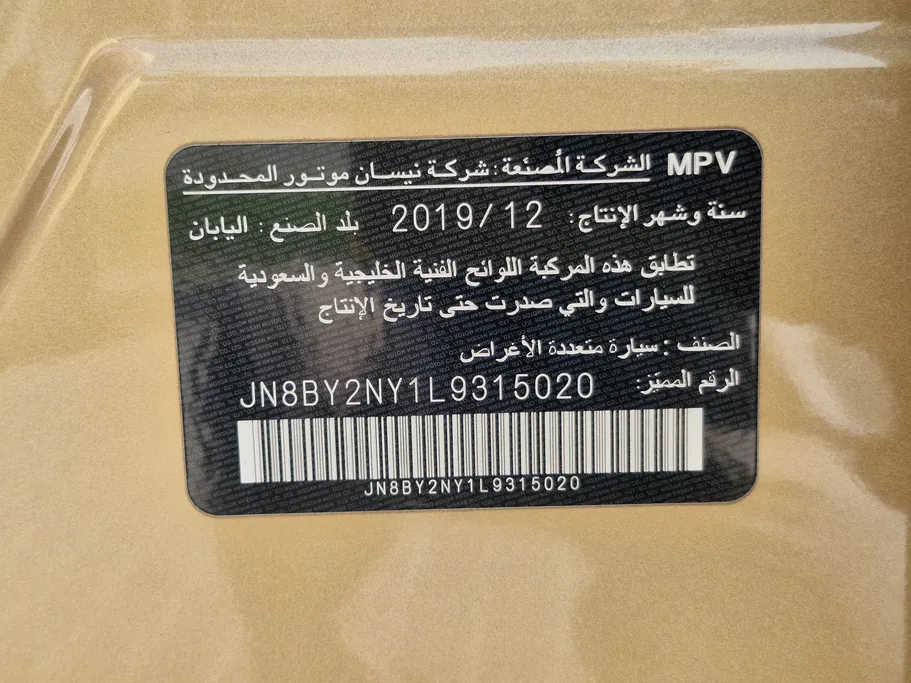 MPV الشركة المُصنّعة : شركة نيسان موتور المحدودة
سنة وشهر الإنتاج: 2019/12 بلد الصنع : اليابان
تطابق هذه المركبة اللوائح الفنية الخليجية والسعودية
للسيارات والتي صدرت حتى تاريخ الإنتاج
الصنف : سيارة متعددة الأغراض
الرقم المميّز: JN8BY2NY1L9315020
JN8BY2NY1L9315020